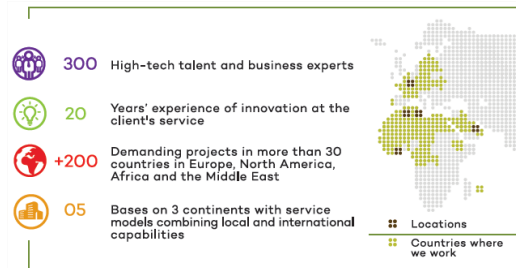 300 High-tech talent and business experts
20 Years' experience of innovation at the
client's service
+200 Demanding projects in more than 30
countries in Europe, North America,
Africa and the Middle East
05 Bases on 3 continents with service
models combining local and international
capabilities
Locations
Countries where
we work